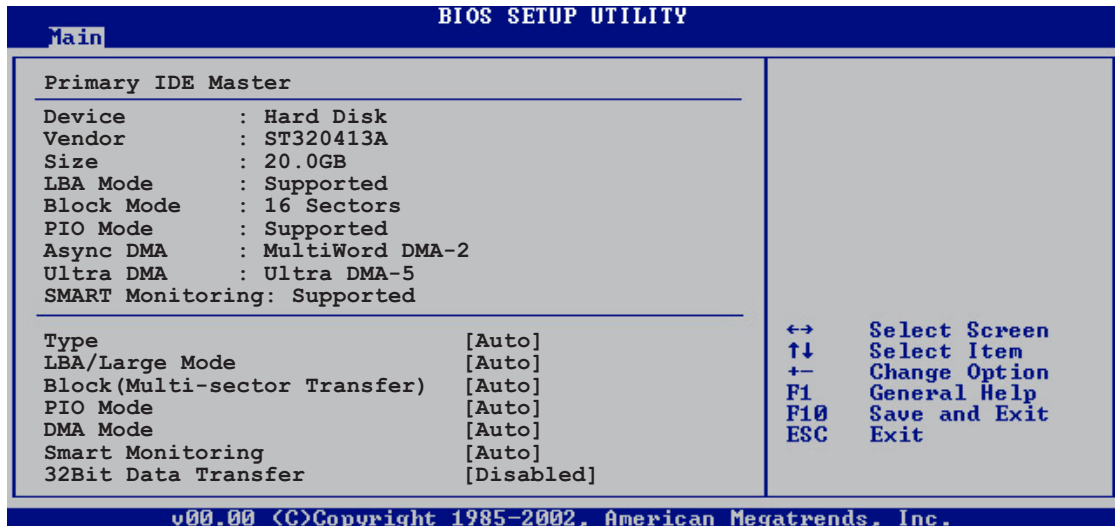 BIOS SETUP UTILITY
Main
Primary IDE Master
Device : Hard Disk
Vendor : ST320413A
Size : 20.0GB
LBA Mode : Supported
Block Mode : 16 Sectors
PIO Mode : Supported
Async DMA : MultiWord DMA-2
Ultra DMA : Ultra DMA-5
SMART Monitoring: Supported
Type [Auto]
LBA/Large Mode [Auto]
Block(Multi-sector Transfer) [Auto]
PIO Mode [Auto]
DMA Mode [Auto]
Smart Monitoring [Auto]
32Bit Data Transfer [Disabled]
←→ Select Screen
↑↓ Select Item
+- Change Option
F1 General Help
F10 Save and Exit
ESC Exit
v00.00 (C)Copyright 1985-2002, American Megatrends, Inc.